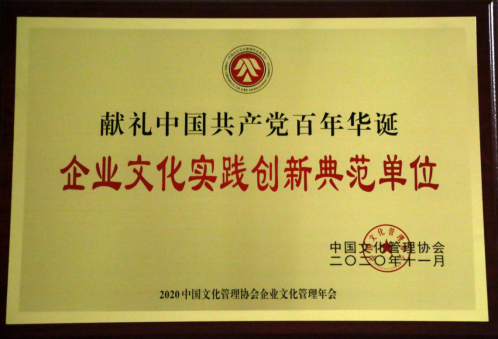 献礼中国共产党百年华诞
企业文化实践创新典范单位
中国文化管理协会
二〇二〇年十一月
2020中国文化管理协会企业文化管理年会